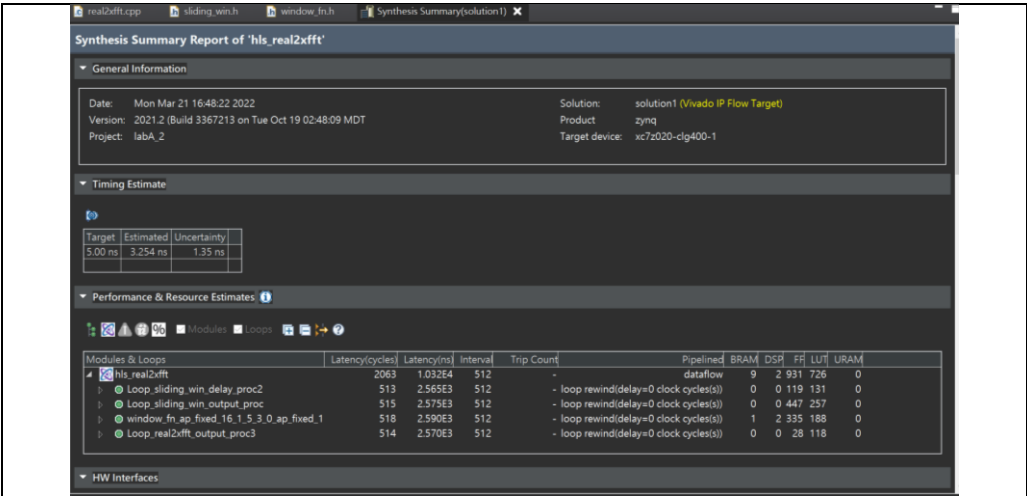 real2xfft.cpp sliding_win.h window_fn.h Synthesis Summary(solution1)
Synthesis Summary Report of 'hls_real2xfft'
General Information
Date: Mon Mar 21 16:48:22 2022 Solution: solution1 (Vivado IP Flow Target)
Version: 2021.2 (Build 3367213 on Tue Oct 19 02:48:09 MDT Product zynq
Project: labA_2 Target device: xc7z020-clg400-1
Timing Estimate
Target Estimated Uncertainty
5.00 ns 3.254 ns 1.35 ns
Performance & Resource Estimates
% Modules Loops
Modules & Loops Latency(cycles) Latency(ns) Interval Trip Count Pipelined BRAM DSP FF LUT URAM
hls_real2xfft 2063 1.032E4 512 - dataflow 9 2 931 726 0
Loop_sliding_win_delay_proc2 513 2.565E3 512 - loop rewind(delay=0 clock cycles(s)) 0 0 119 131 0
Loop_sliding_win_output_proc 515 2.575E3 512 - loop rewind(delay=0 clock cycles(s)) 0 0 447 257 0
window_fn_ap_fixed_16_1_5_3_0_ap_fixed_1 518 2.590E3 512 - loop rewind(delay=0 clock cycles(s)) 1 2 335 188 0
Loop_real2xfft_output_proc3 514 2.570E3 512 - loop rewind(delay=0 clock cycles(s)) 0 0 28 118 0
HW Interfaces